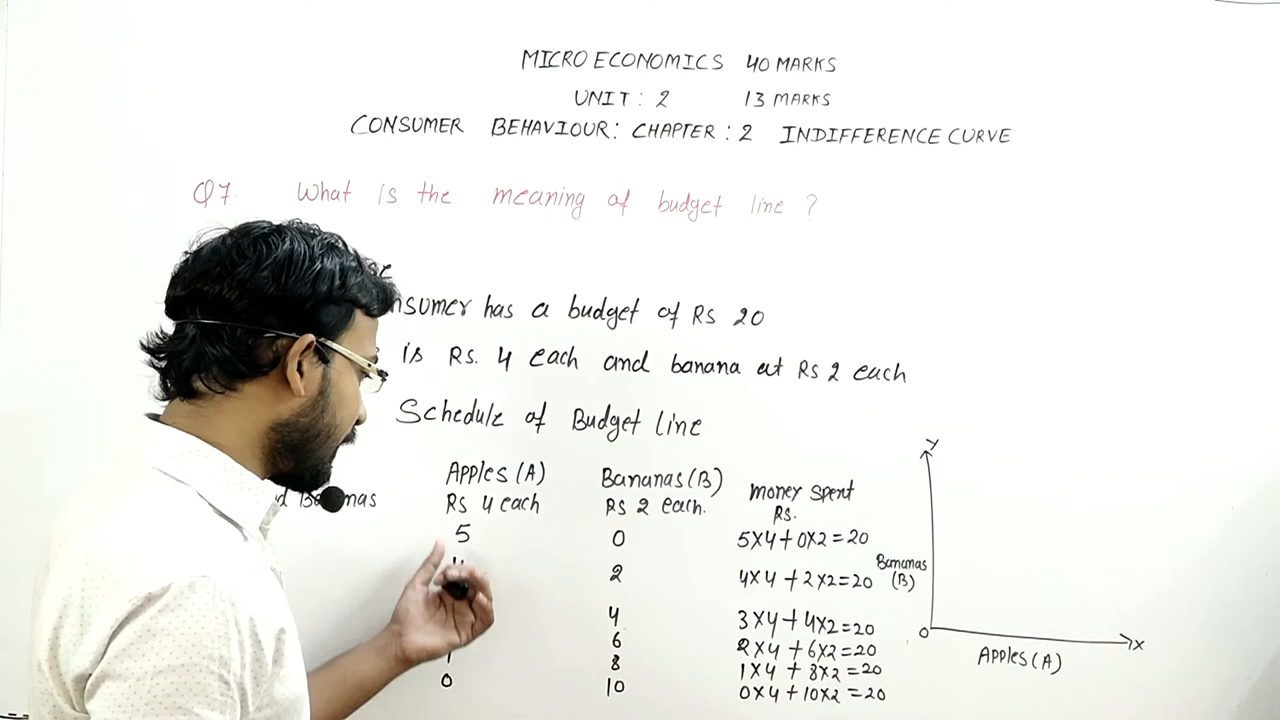 MICRO ECONOMICS 40 MARKS
UNIT : 2 13 MARKS
CONSUMER BEHAVIOUR: CHAPTER : 2 INDIFFERENCE CURVE
Q7. What is the meaning of budget line ?
nsumer has a budget of Rs 20
is Rs. 4 each and banana at Rs 2 each
Schedule of Budget line
Apples (A) Bananas (B) Money Spent
Rs 4 each Rs 2 each. Rs.
5 0 5x4+0x2=20
2 4x4+2x2=20
4 3x4+4x2=20
6 2x4+6x2=20
1 8 1x4+8x2=20
0 10 0x4+10x2=20
Y
Bananas
(B)
0
X
Apples (A)